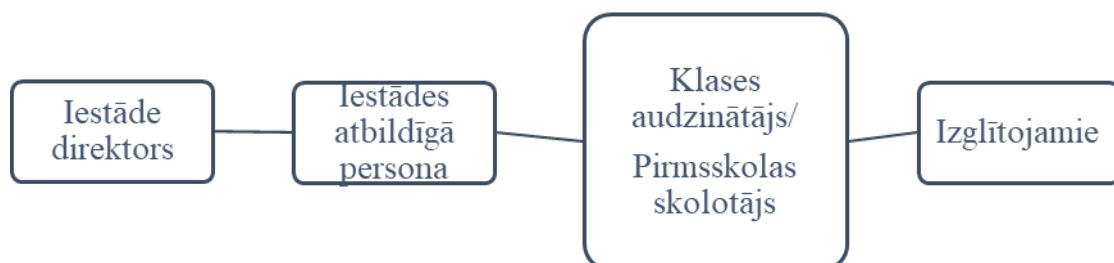 Iestāde
direktors
Iestādes
atbildīgā
persona
Klases
audzinātājs/
Pirmsskolas
skolotājs
Izglītojamie